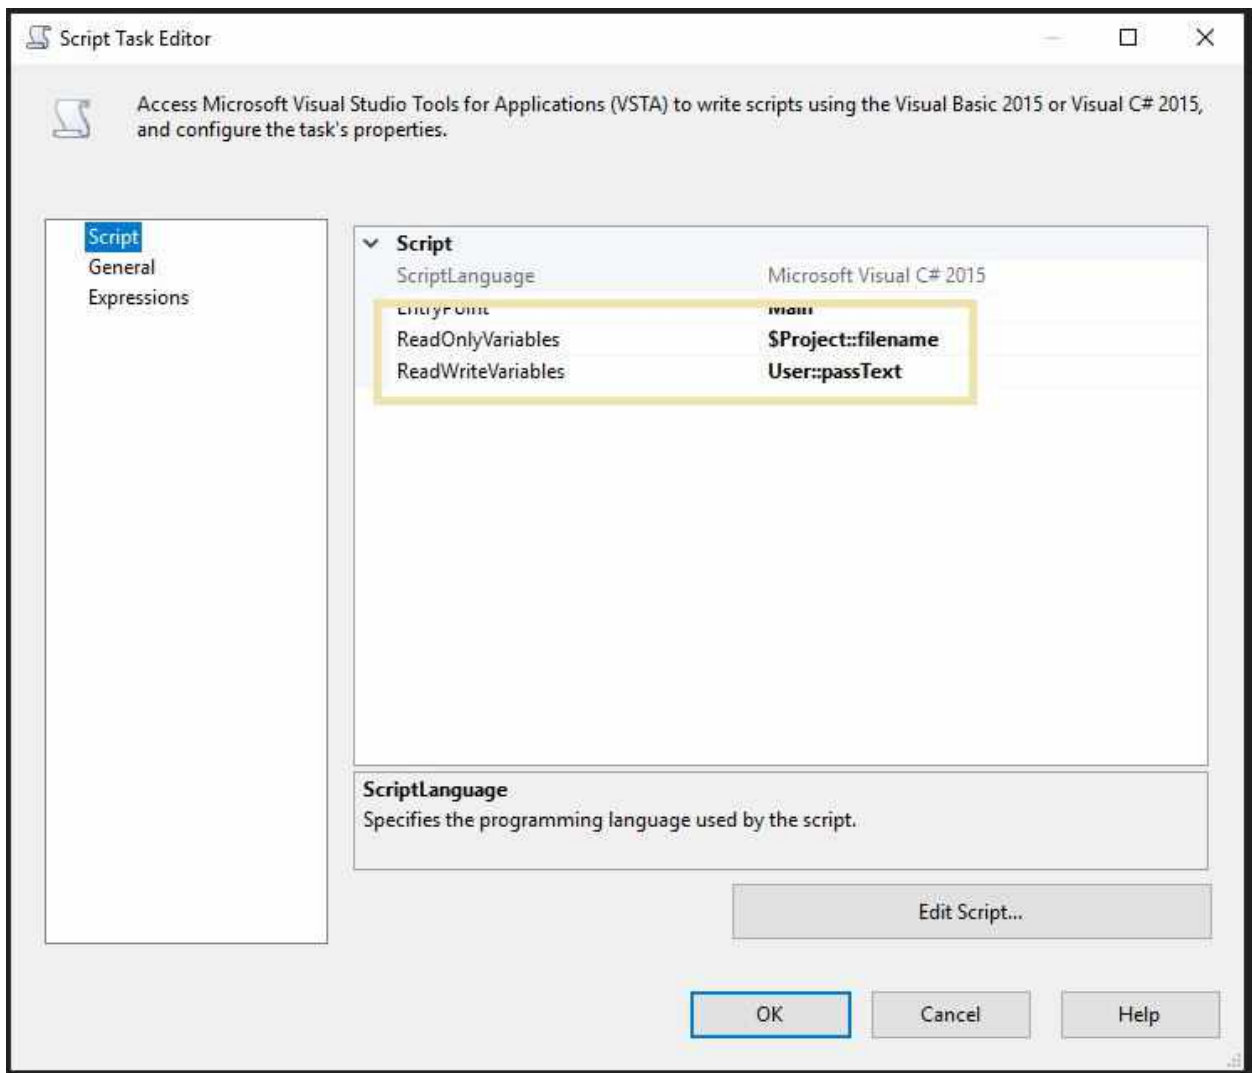 Script Task Editor
Access Microsoft Visual Studio Tools for Applications (VSTA) to write scripts using the Visual Basic 2015 or Visual C# 2015,
and configure the task's properties.
Script
General
Expressions
Script
ScriptLanguage Microsoft Visual C# 2015
EntryPoint Main
ReadOnlyVariables $Project::filename
ReadWriteVariables User::passText
ScriptLanguage
Specifies the programming language used by the script.
Edit Script...
OK Cancel Help